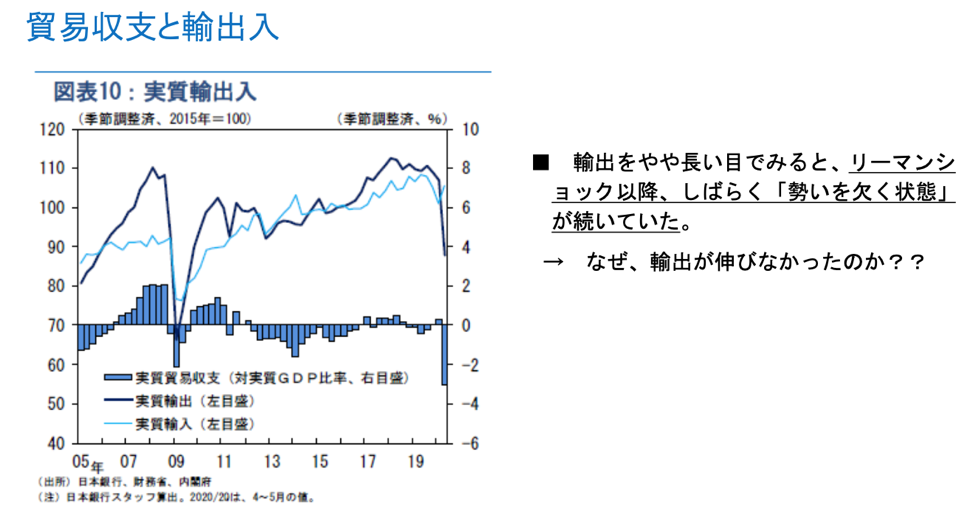 貿易収支と輸出入
図表10：実質輸出入
（季節調整済、2015年＝100）
（季節調整済、％）
120
110
100
90
80
70
60
50
40
10
8
6
4
2
0
−2
−4
−6
実質貿易収支（対実質ＧＤＰ比率、右目盛）
実質輸出（左目盛）
実質輸入（左目盛）
05年 07 09 11 13 15 17 19
（出所）日本銀行、財務省、内閣府
（注）日本銀行スタッフ算出。2020/2Qは、4～5月の値。
■ 輸出をやや長い目でみると、リーマンシ
ョック以降、しばらく「勢いを欠く状態」
が続いていた。
→ なぜ、輸出が伸びなかったのか？？